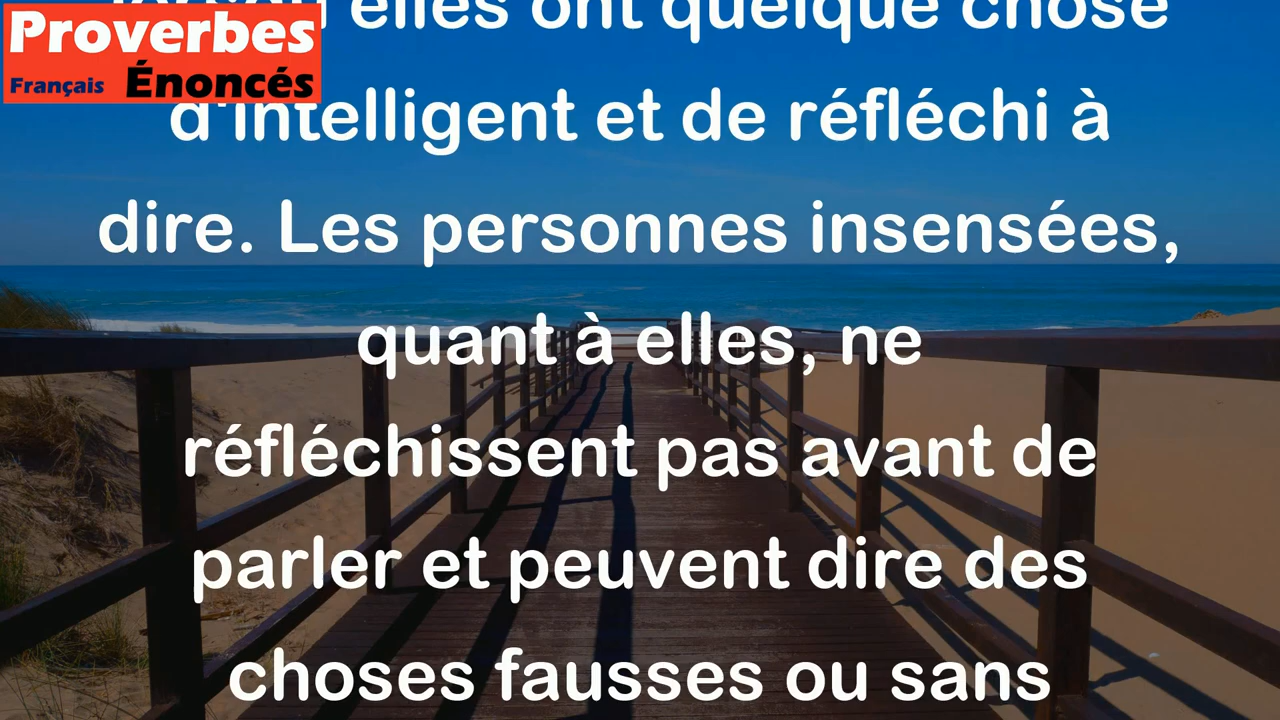 Proverbes
Français Énoncés
elles ont quelque chose
d'intelligent et de réfléchi à
dire. Les personnes insensées,
quant à elles, ne
réfléchissent pas avant de
parler et peuvent dire des
choses fausses ou sans